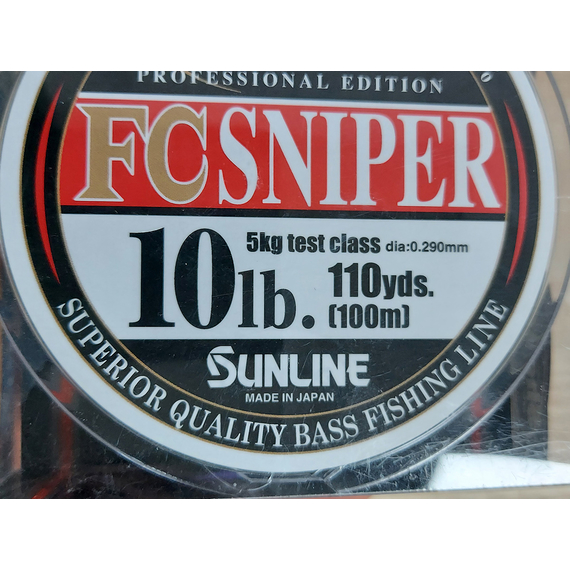 PROFESSIONAL EDITION
FC SNIPER
10lb.
5kg test class dia:0.290mm
110yds.
(100m)
SUNLINE
MADE IN JAPAN
SUPERIOR QUALITY BASS FISHING LINE